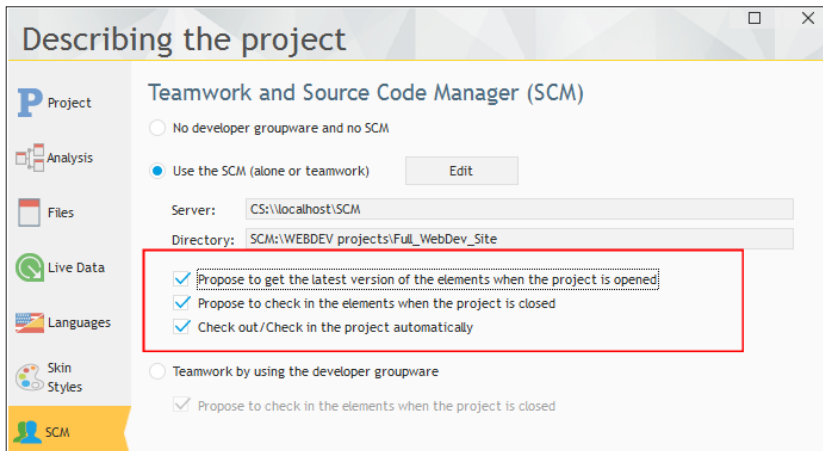 Describing the project
Project
Analysis
Files
Live Data
Languages
Skin
Styles
SCM
Teamwork and Source Code Manager (SCM)
No developer groupware and no SCM
Use the SCM (alone or teamwork) Edit
Server: CS:\\localhost\SCM
Directory: SCM:\WEBDEV projects\Full_WebDev_Site
Propose to get the latest version of the elements when the project is opened
Propose to check in the elements when the project is closed
Check out/Check in the project automatically
Teamwork by using the developer groupware
Propose to check in the elements when the project is closed